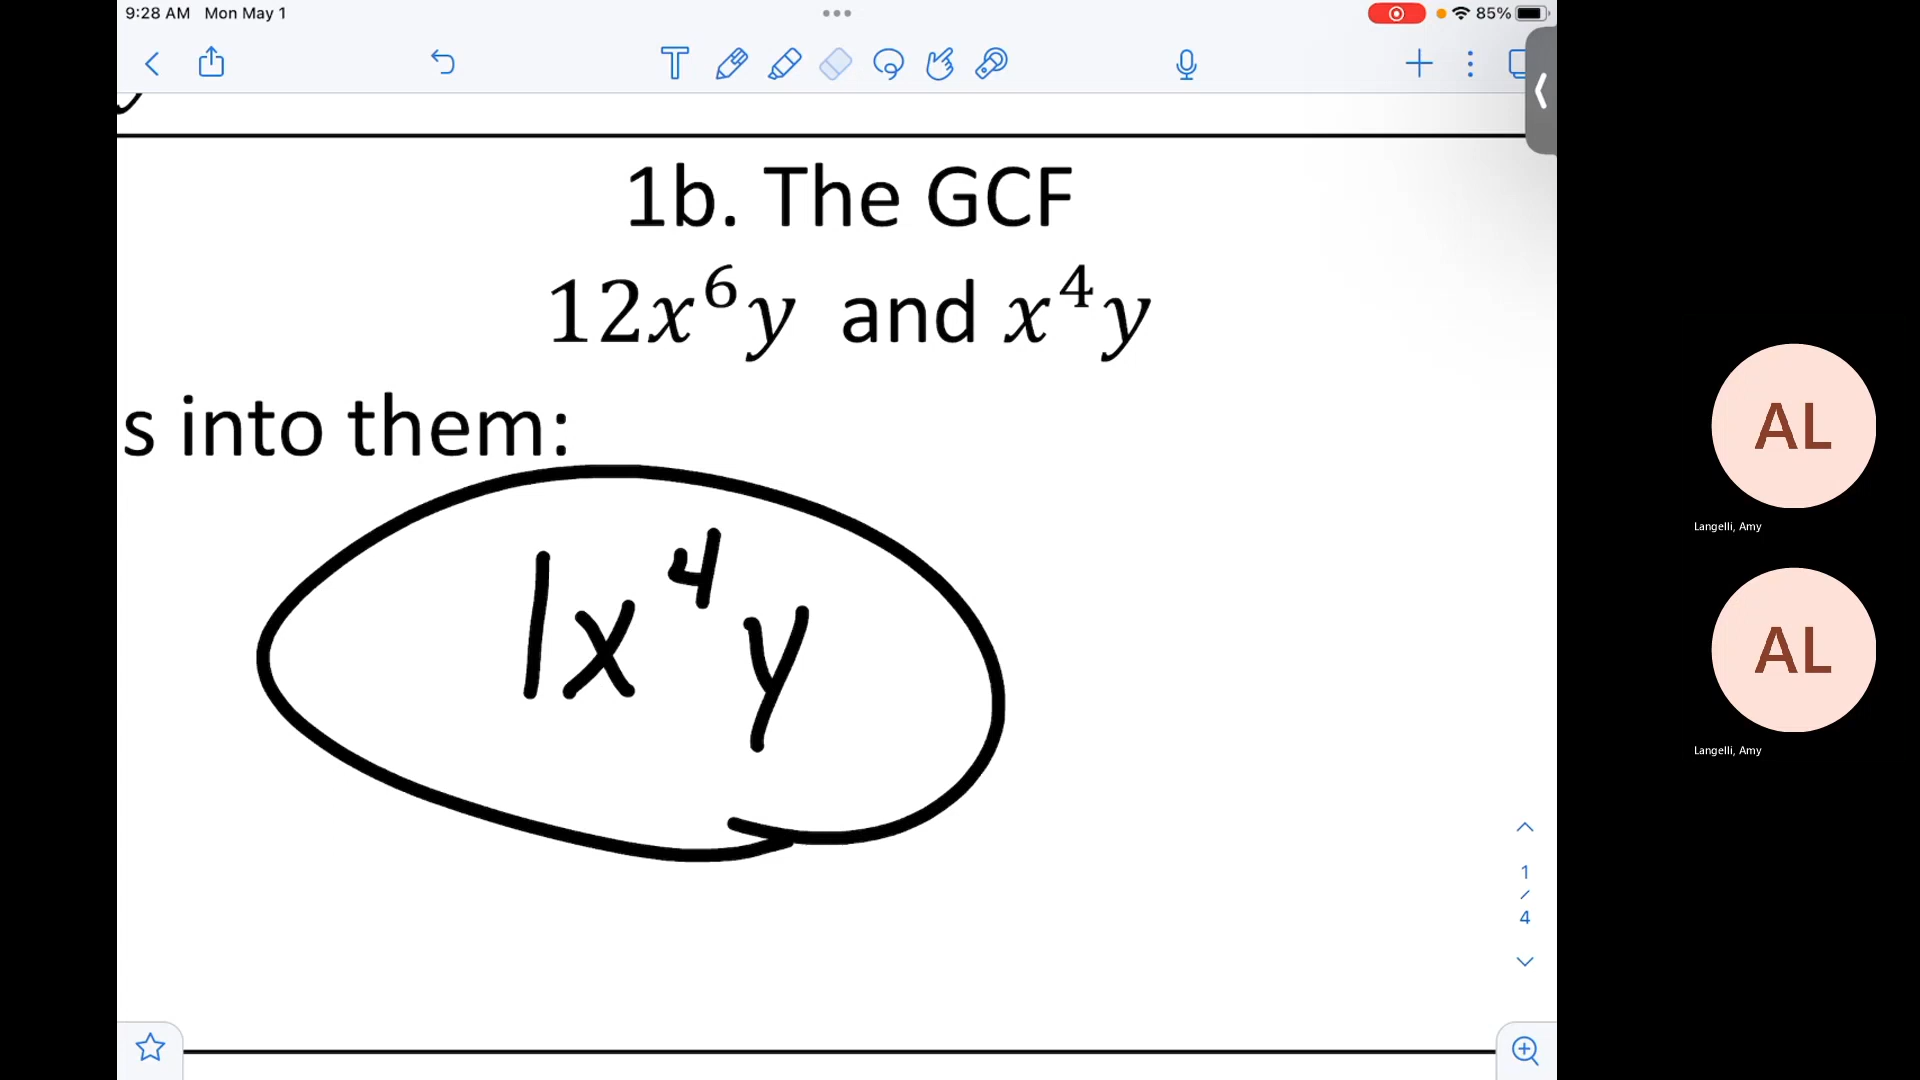 9:28 AM Mon May 1
85%
1b. The GCF
12x⁶y and x⁴y
s into them:
1x⁴y
1
/
4
AL
Langelli, Amy
AL
Langelli, Amy